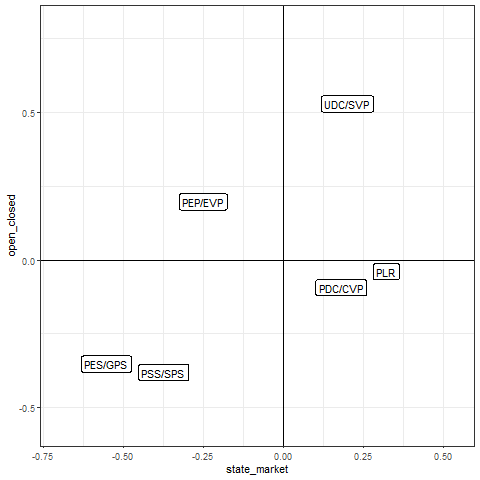 UDC/SVP
0.5
PEP/EVP
open_closed
0.0
PLR
PDC/CVP
PES/GPS
PSS/SPS
-0.5
-0.75 -0.50 -0.25 0.00 0.25 0.50
state_market